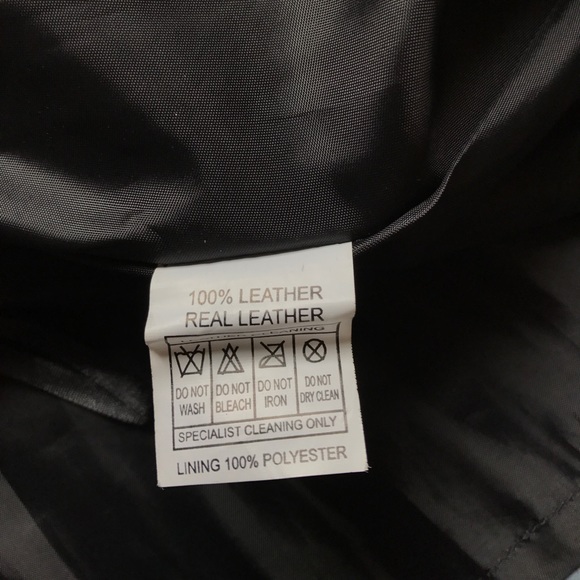 100% LEATHER
REAL LEATHER
CLEANING
DO NOT WASH
DO NOT BLEACH
DO NOT IRON
DO NOT DRY CLEAN
SPECIALIST CLEANING ONLY
LINING 100% POLYESTER